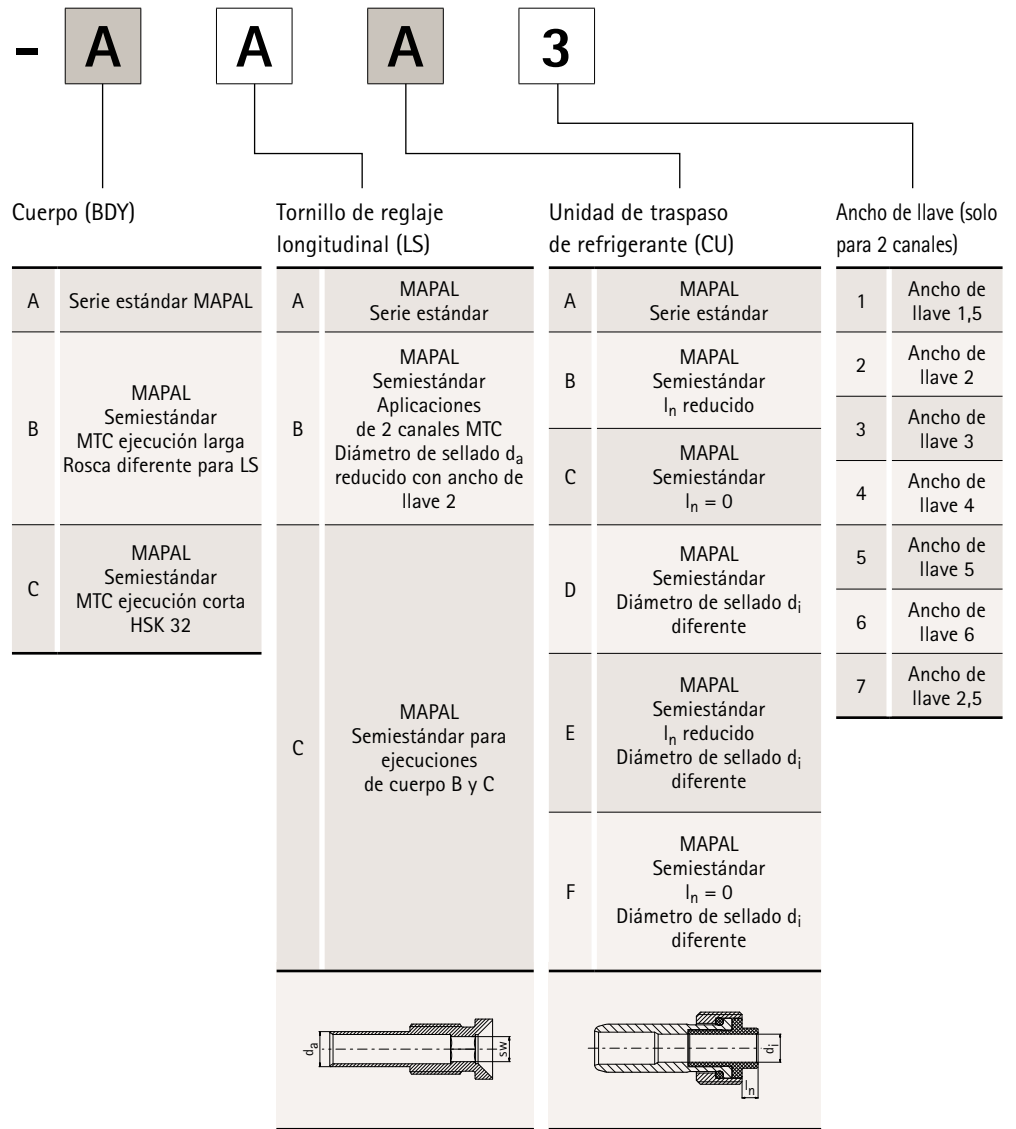 - A A A 3
Cuerpo (BDY)
A Serie estándar MAPAL
B MAPAL
Semiestándar
MTC ejecución larga
Rosca diferente para LS
C MAPAL
Semiestándar
MTC ejecución corta
HSK 32
Tornillo de reglaje
longitudinal (LS)
A MAPAL
Serie estándar
B MAPAL
Semiestándar
Aplicaciones
de 2 canales MTC
Diámetro de sellado da
reducido con ancho de
llave 2
C MAPAL
Semiestándar para
ejecuciones
de cuerpo B y C
da
sw
Unidad de traspaso
de refrigerante (CU)
A MAPAL
Serie estándar
B MAPAL
Semiestándar
ln reducido
C MAPAL
Semiestándar
ln = 0
D MAPAL
Semiestándar
Diámetro de sellado di
diferente
E MAPAL
Semiestándar
ln reducido
Diámetro de sellado di
diferente
F MAPAL
Semiestándar
ln = 0
Diámetro de sellado di
diferente
di
ln
Ancho de llave (solo
para 2 canales)
1 Ancho de
llave 1,5
2 Ancho de
llave 2
3 Ancho de
llave 3
4 Ancho de
llave 4
5 Ancho de
llave 5
6 Ancho de
llave 6
7 Ancho de
llave 2,5